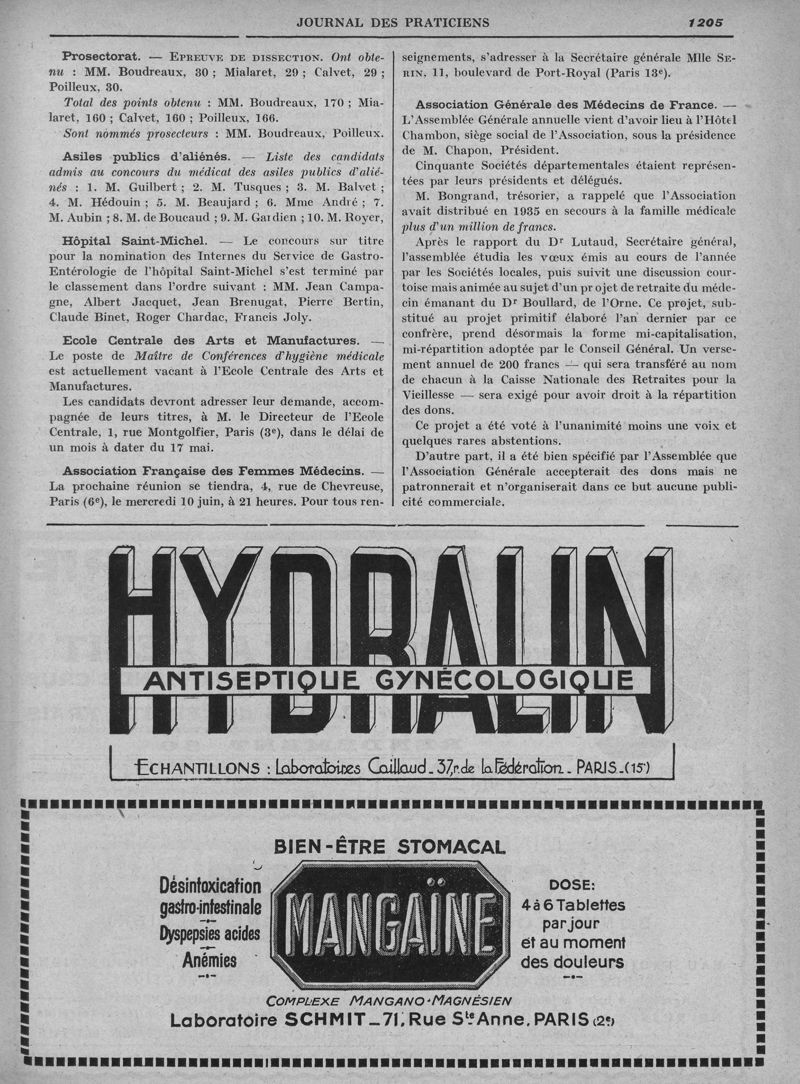 JOURNAL DES PRATICIENS 1205
Prosectorat. — EPREUVE DE DISSECTION. Ont obte-
nu : MM. Boudreaux, 30 ; Mialaret, 29 ; Calvet, 29 ;
Poilleux, 30.
Total des points obtenu : MM. Boudreaux, 170 ; Mia-
laret, 160 ; Calvet, 160 ; Poilleux, 166.
Sont nommés prosecteurs : MM. Boudreaux, Poilleux.
Asiles publics d'aliénés. — Liste des candidats
admis au concours du médicat des asiles publics d'alié-
nés : 1. M. Guilbert ; 2. M. Tusques ; 3. M. Balvet ;
4. M. Hédouin ; 5. M. Beaujard ; 6. Mme André ; 7.
M. Aubin ; 8. M. de Boucaud ; 9. M. Gardien ; 10. M. Royer,
Hôpital Saint-Michel. — Le concours sur titre
pour la nomination des Internes du Service de Gastro-
Entérologie de l'hôpital Saint-Michel s'est terminé par
le classement dans l'ordre suivant : MM. Jean Campa-
gne, Albert Jacquet, Jean Brenugat, Pierre Bertin,
Claude Binet, Roger Chardac, Francis Joly.
Ecole Centrale des Arts et Manufactures. —
Le poste de Maître de Conférences d'hygiène médicale
est actuellement vacant à l'Ecole Centrale des Arts et
Manufactures.
Les candidats devront adresser leur demande, accom-
pagnée de leurs titres, à M. le Directeur de l'Ecole
Centrale, 1, rue Montgolfier, Paris (3e), dans le délai de
un mois à dater du 17 mai.
Association Française des Femmes Médecins. —
La prochaine réunion se tiendra, 4, rue de Chevreuse,
Paris (6e), le mercredi 10 juin, à 21 heures. Pour tous ren-
seignements, s'adresser à la Secrétaire générale Mlle SE-
RIN, 11, boulevard de Port-Royal (Paris 13e).
Association Générale des Médecins de France. —
L'Assemblée Générale annuelle vient d'avoir lieu à l'Hôtel
Chambon, siège social de l'Association, sous la présidence
de M. Chapon, Président.
Cinquante Sociétés départementales étaient représen-
tées par leurs présidents et délégués.
M. Bongrand, trésorier, a rappelé que l'Association
avait distribué en 1935 en secours à la famille médicale
plus d'un million de francs.
Après le rapport du Dr Lutaud, Secrétaire général,
l'assemblée étudia les vœux émis au cours de l'année
par les Sociétés locales, puis suivit une discussion cour-
toise mais animée au sujet d'un projet de retraite du méde-
cin émanant du Dr Boullard, de l'Orne. Ce projet, sub-
stitué au projet primitif élaboré l'an dernier par ce
confrère, prend désormais la forme mi-capitalisation,
mi-répartition adoptée par le Conseil Général. Un verse-
ment annuel de 200 francs — qui sera transféré au nom
de chacun à la Caisse Nationale des Retraites pour la
Vieillesse — sera exigé pour avoir droit à la répartition
des dons.
Ce projet a été voté à l'unanimité moins une voix et
quelques rares abstentions.
D'autre part, il a été bien spécifié par l'Assemblée que
l'Association Générale accepterait des dons mais ne
patronnerait et n'organiserait dans ce but aucune publi-
cité commerciale.
HYDRALIN
ANTISEPTIQUE GYNÉCOLOGIQUE
ECHANTILLONS : Laboratoires Caillaud - 37, r. de la Fédération - PARIS - (15e)
BIEN-ÊTRE STOMACAL
Désintoxication
gastro-intestinale
Dyspepsies acides
Anémies
MANGAÏNE
DOSE:
4 à 6 Tablettes
par jour
et au moment
des douleurs
COMPLEXE MANGANO-MAGNÉSIEN
Laboratoire SCHMIT - 71, Rue Ste Anne, PARIS (2e)